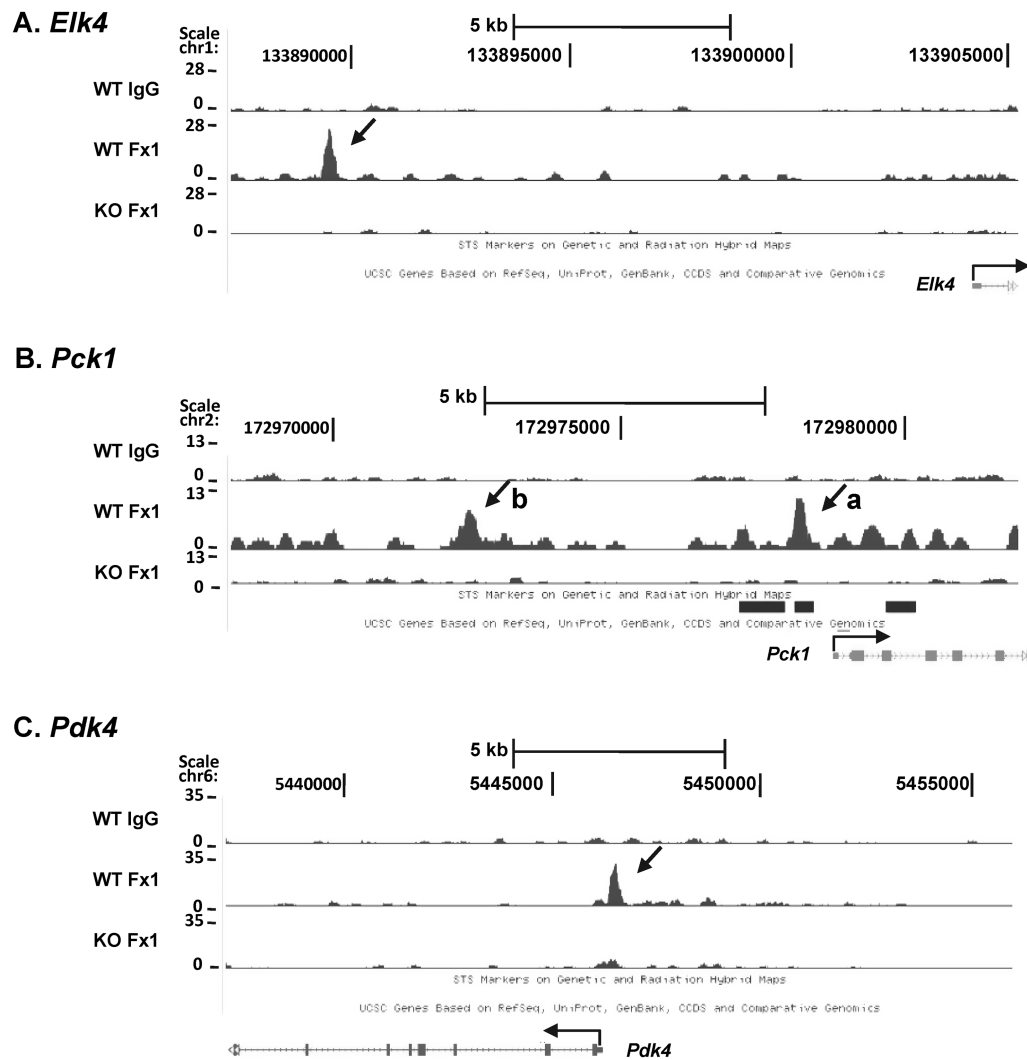 A. Elk4
Scale
chr1:
5 kb
133890000
133895000
133900000
133905000
WT IgG
28
0
WT Fx1
28
0
KO Fx1
28
0
STS Markers on Genetic and Radiation Hybrid Maps
UCSC Genes Based on RefSeq, UniProt, GenBank, CCDS and Comparative Genomics
Elk4
B. Pck1
Scale
chr2:
5 kb
172970000
172975000
172980000
WT IgG
13
0
WT Fx1
13
0
b
a
KO Fx1
13
0
STS Markers on Genetic and Radiation Hybrid Maps
UCSC Genes Based on RefSeq, UniProt, GenBank, CCDS and Comparative Genomics
Pck1
C. Pdk4
Scale
chr6:
5 kb
5440000
5445000
5450000
5455000
WT IgG
35
0
WT Fx1
35
0
KO Fx1
35
0
STS Markers on Genetic and Radiation Hybrid Maps
UCSC Genes Based on RefSeq, UniProt, GenBank, CCDS and Comparative Genomics
Pdk4